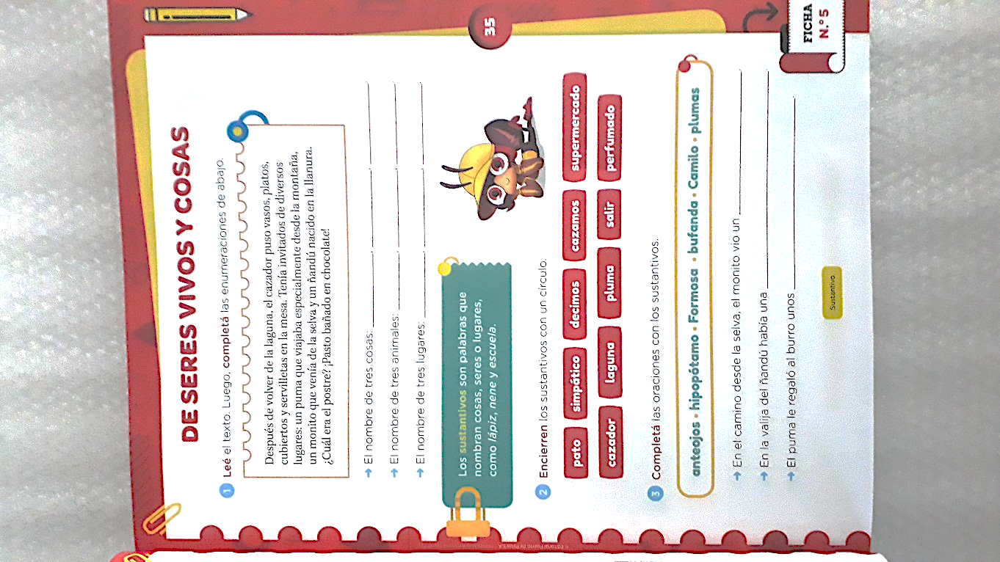 DE SERES VIVOS Y COSAS
1 Leé el texto. Luego, completá las enumeraciones de abajo.
Después de volver de la laguna, el cazador puso vasos, platos,
cubiertos y servilletas en la mesa. Tenía invitados de diversos
lugares: un puma que viajaba especialmente desde la montaña,
un monito que venía de la selva y un ñandú nacido en la llanura.
¿Cuál era el postre? ¡Pasto bañado en chocolate!
El nombre de tres cosas:
El nombre de tres animales:
El nombre de tres lugares:
Los sustantivos son palabras que
nombran cosas, seres o lugares,
como lápiz, nene y escuela.
2 Encierren los sustantivos con un círculo.
pato simpático decimos cazamos supermercado
cazador laguna pluma salir perfumado
3 Completá las oraciones con los sustantivos.
anteojos • hipopótamo • Formosa • bufanda • Camilo • plumas
En el camino desde la selva, el monito vio un
En la valija del ñandú había una
El puma le regaló al burro unos
Sustantivo
35
FICHA
N.° 5